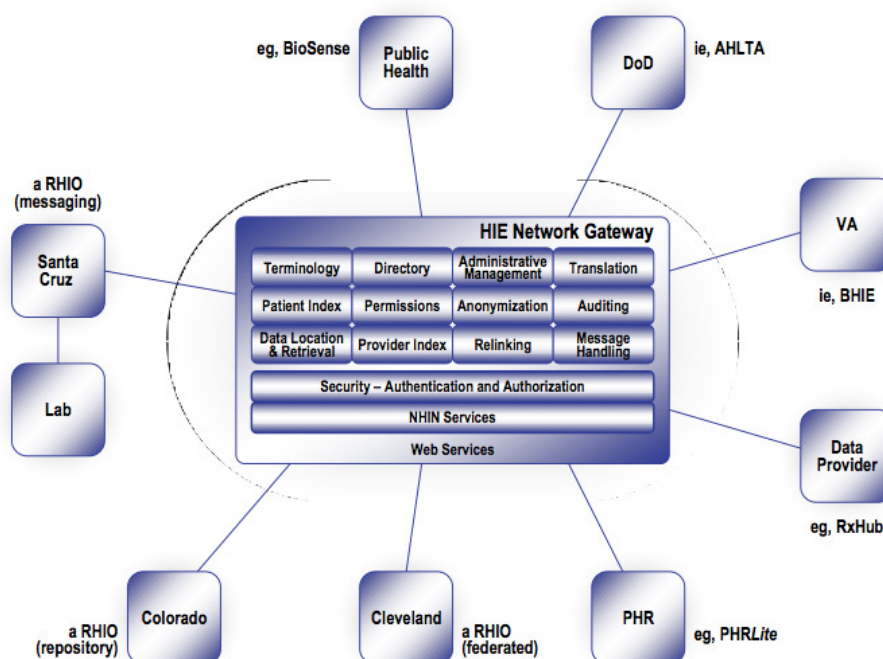 eg, BioSense
Public
Health
DoD
ie, AHLTA
a RHIO
(messaging)
Santa
Cruz
Lab
HIE Network Gateway
Terminology
Directory
Administrative
Management
Translation
Patient Index
Permissions
Anonymization
Auditing
Data Location
& Retrieval
Provider Index
Relinking
Message
Handling
Security – Authentication and Authorization
NHIN Services
Web Services
VA
ie, BHIE
Data
Provider
eg, RxHub
a RHIO
(repository)
Colorado
Cleveland
a RHIO
(federated)
PHR
eg, PHRLite